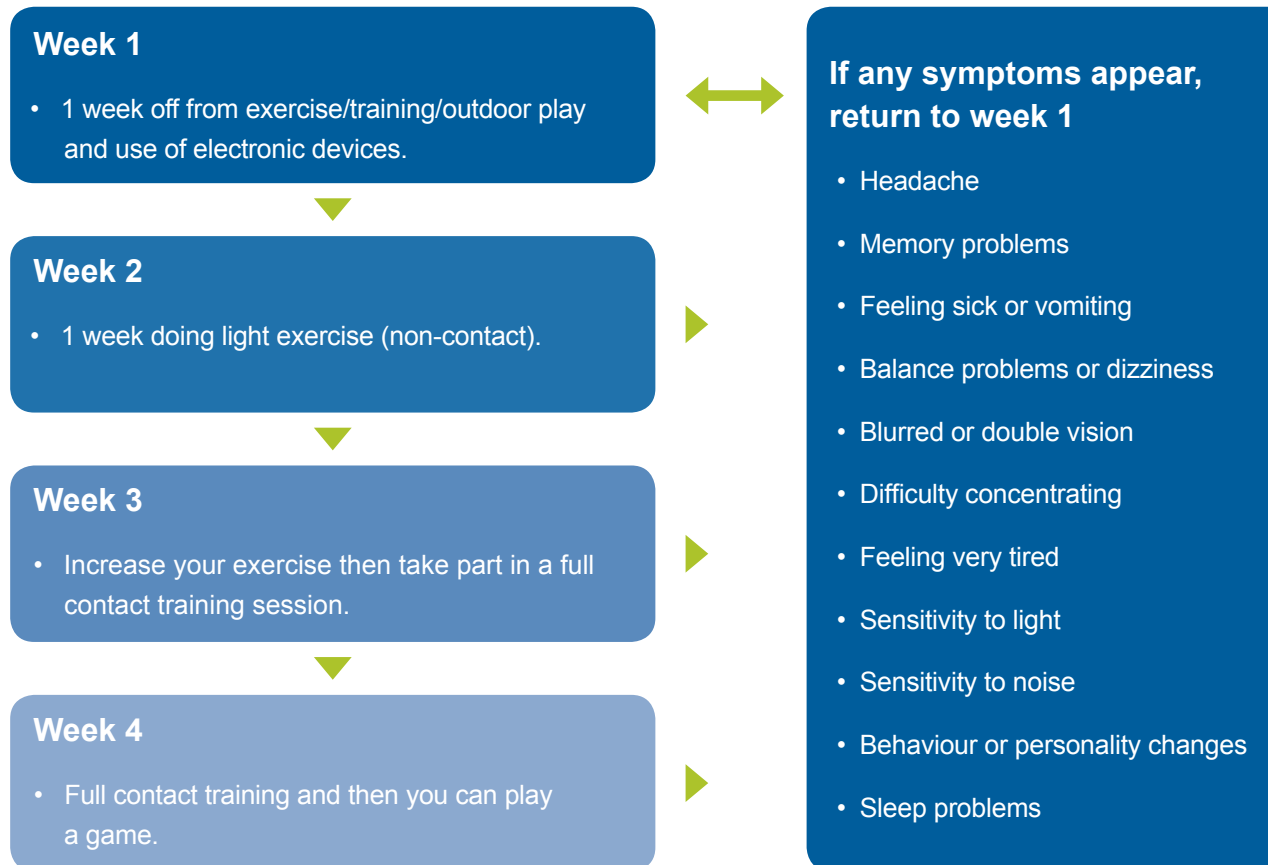 Week 1
• 1 week off from exercise/training/outdoor play
and use of electronic devices.
Week 2
• 1 week doing light exercise (non-contact).
Week 3
• Increase your exercise then take part in a full
contact training session.
Week 4
• Full contact training and then you can play
a game.
If any symptoms appear,
return to week 1
• Headache
• Memory problems
• Feeling sick or vomiting
• Balance problems or dizziness
• Blurred or double vision
• Difficulty concentrating
• Feeling very tired
• Sensitivity to light
• Sensitivity to noise
• Behaviour or personality changes
• Sleep problems